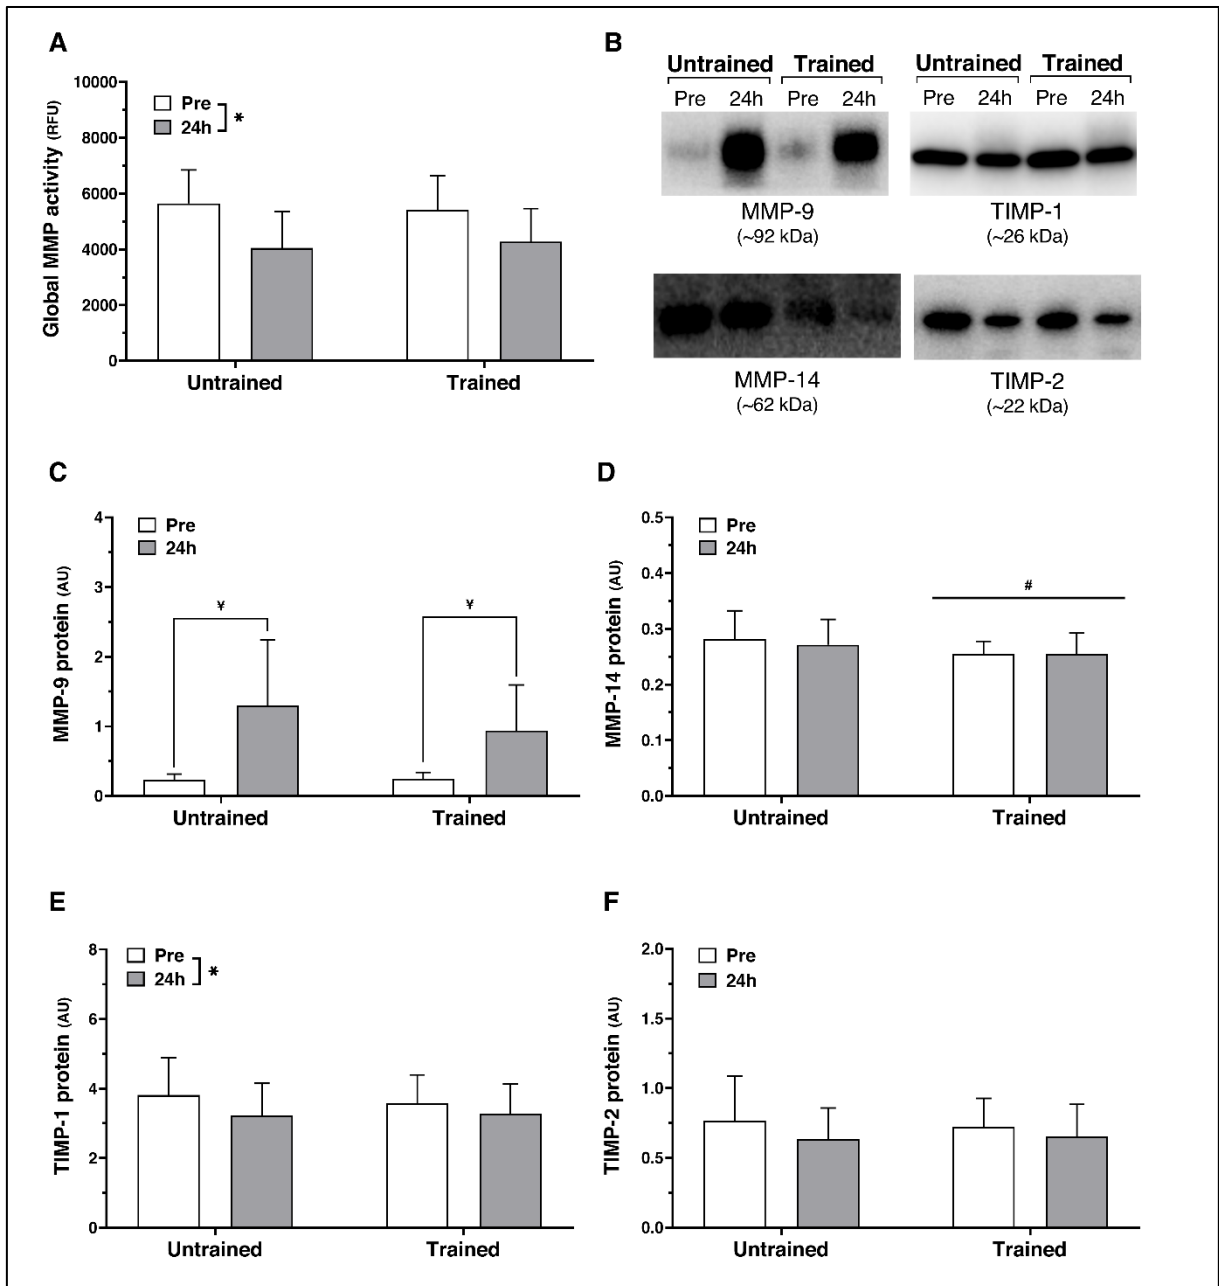 A
Global MMP activity (RFU)
10000
8000
6000
4000
2000
0
Pre
24h
*
Untrained Trained
B
Untrained Trained Untrained Trained
Pre 24h Pre 24h Pre 24h Pre 24h
MMP-9 TIMP-1
(~92 kDa) (~26 kDa)
MMP-14 TIMP-2
(~62 kDa) (~22 kDa)
C
MMP-9 protein (AU)
4
3
2
1
0
Pre
24h
¥ ¥
Untrained Trained
D
MMP-14 protein (AU)
0.5
0.4
0.3
0.2
0.1
0.0
Pre
24h
#
Untrained Trained
E
TIMP-1 protein (AU)
8
6
4
2
0
Pre
24h
*
Untrained Trained
F
TIMP-2 protein (AU)
2.0
1.5
1.0
0.5
0.0
Pre
24h
Untrained Trained